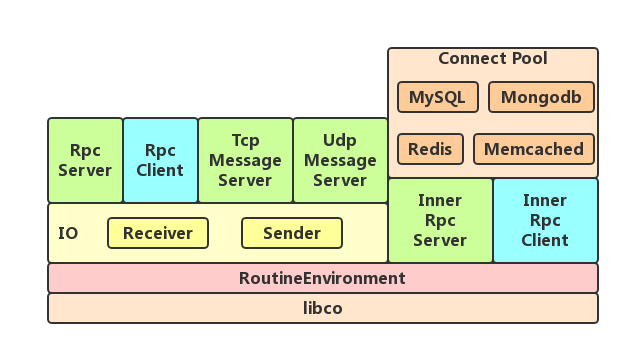 Connect Pool
MySQL
Mongodb
Redis
Memcached
Rpc
Server
Rpc
Client
Tcp
Message
Server
Udp
Message
Server
Inner
Rpc
Server
Inner
Rpc
Client
IO
Receiver
Sender
RoutineEnvironment
libco